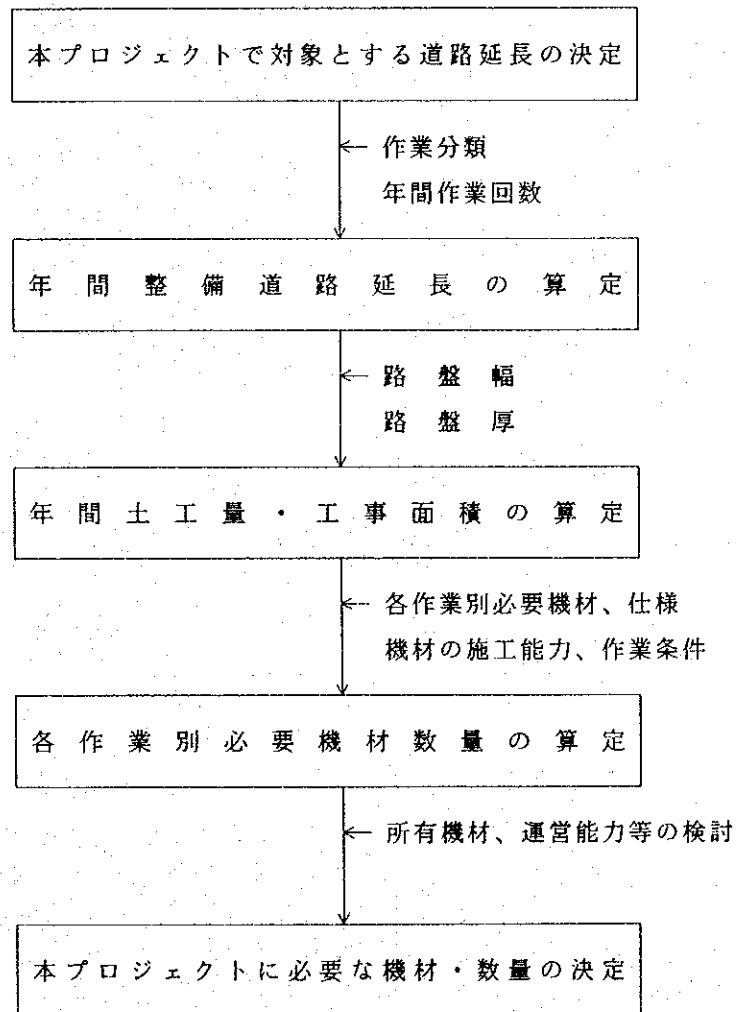 本プロジェクトで対象とする道路延長の決定
← 作業分類
年間作業回数
年間整備道路延長の算定
← 路盤幅
路盤厚
年間土工量・工事面積の算定
← 各作業別必要機材、仕様
機材の施工能力、作業条件
各作業別必要機材数量の算定
← 所有機材、運営能力等の検討
本プロジェクトに必要な機材・数量の決定